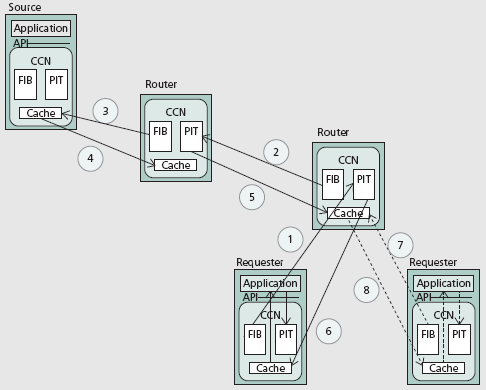 Source
Application
API
CCN
FIB PIT
Cache
3
4
Router
CCN
FIB PIT
Cache
2
5
Router
CCN
FIB PIT
Cache
1
6
7
8
Requester
Application
API
CCN
FIB PIT
Cache
Requester
Application
API
CCN
FIB PIT
Cache